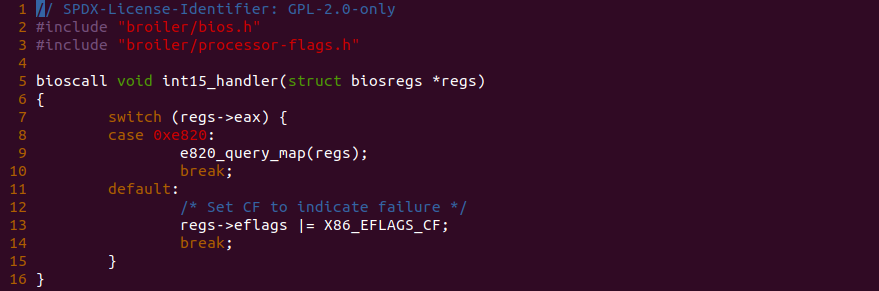 1 // SPDX-License-Identifier: GPL-2.0-only
2 #include "broiler/bios.h"
3 #include "broiler/processor-flags.h"
4
5 bioscall void int15_handler(struct biosregs *regs)
6 {
7         switch (regs->eax) {
8         case 0xe820:
9                 e820_query_map(regs);
10                 break;
11         default:
12                 /* Set CF to indicate failure */
13                 regs->eflags |= X86_EFLAGS_CF;
14                 break;
15         }
16 }